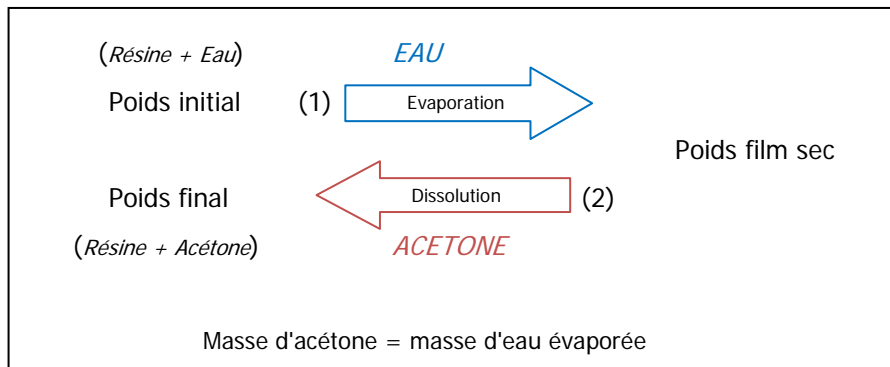 (Résine + Eau) EAU
Poids initial (1) Evaporation
Poids film sec
Poids final Dissolution (2)
(Résine + Acétone) ACETONE
Masse d'acétone = masse d'eau évaporée